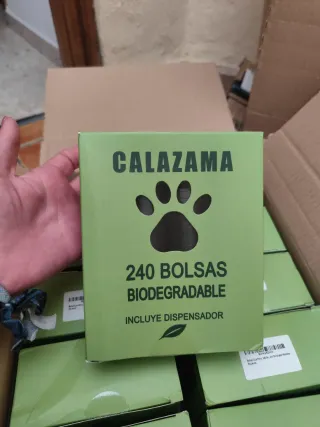 CALAZAMA
240 BOLSAS
BIODEGRADABLE
INCLUYE DISPENSADOR